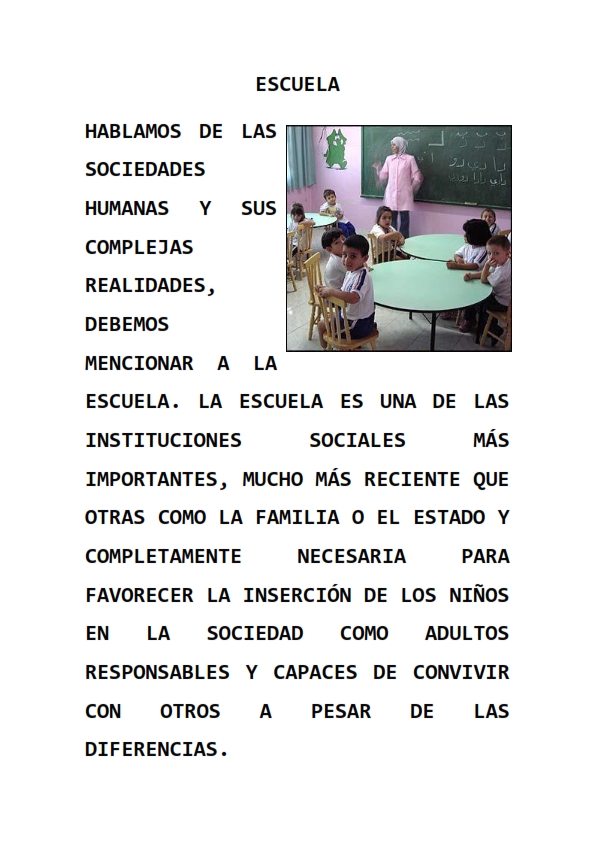 ESCUELA
HABLAMOS DE LAS
SOCIEDADES
HUMANAS Y SUS
COMPLEJAS
REALIDADES,
DEBEMOS
MENCIONAR A LA
ESCUELA. LA ESCUELA ES UNA DE LAS
INSTITUCIONES SOCIALES MÁS
IMPORTANTES, MUCHO MÁS RECIENTE QUE
OTRAS COMO LA FAMILIA O EL ESTADO Y
COMPLETAMENTE NECESARIA PARA
FAVORECER LA INSERCIÓN DE LOS NIÑOS
EN LA SOCIEDAD COMO ADULTOS
RESPONSABLES Y CAPACES DE CONVIVIR
CON OTROS A PESAR DE LAS
DIFERENCIAS.